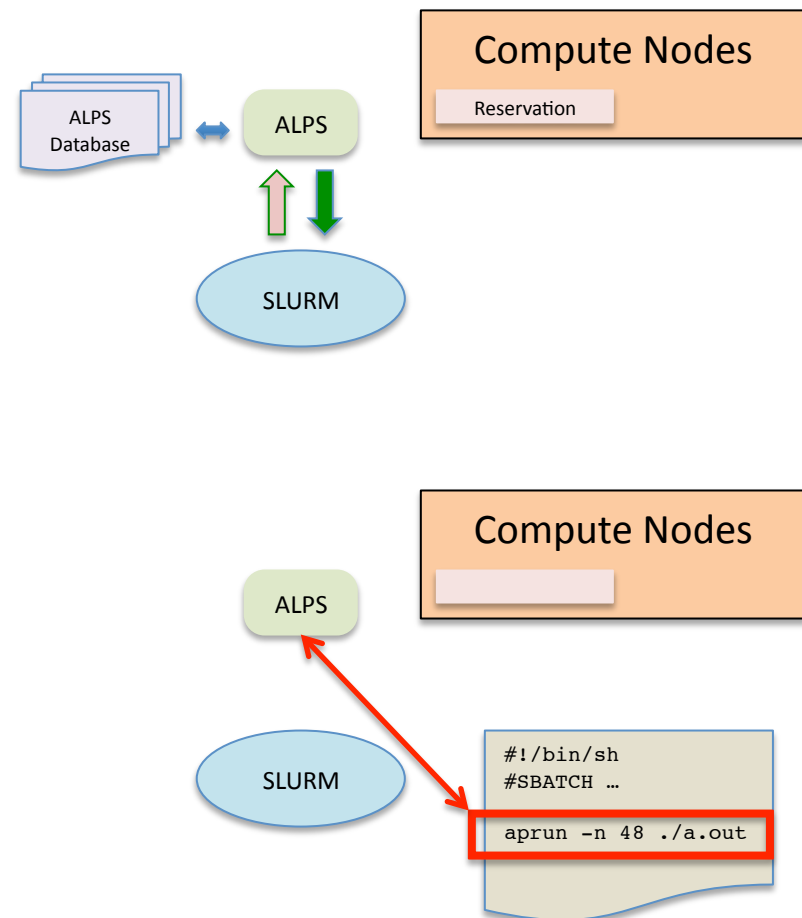 Compute Nodes
Reservation
ALPS
Database
ALPS
SLURM
Compute Nodes
ALPS
SLURM
#!/bin/sh
#SBATCH …
aprun -n 48 ./a.out